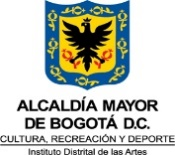 ALCALDÍA MAYOR
DE BOGOTÁ D.C.
CULTURA, RECREACIÓN Y DEPORTE
Instituto Distrital de las Artes